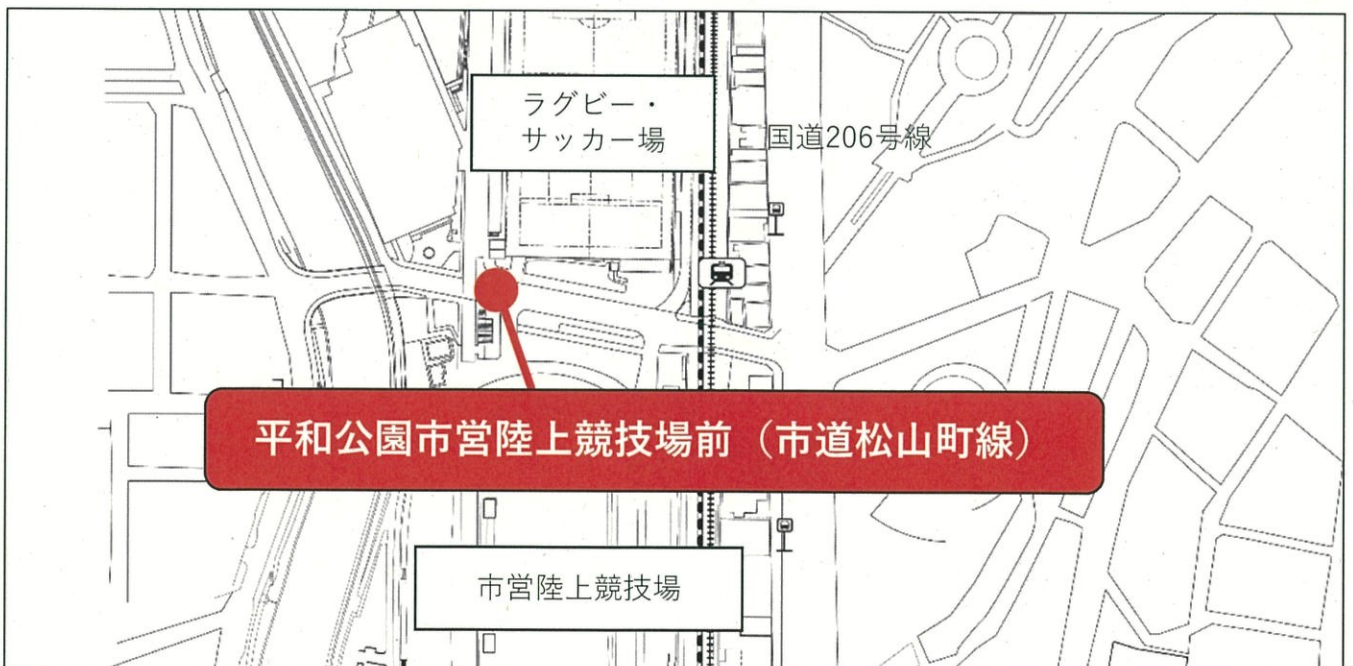 ラグビー・
サッカー場
国道206号線
平和公園市営陸上競技場前（市道松山町線）
市営陸上競技場